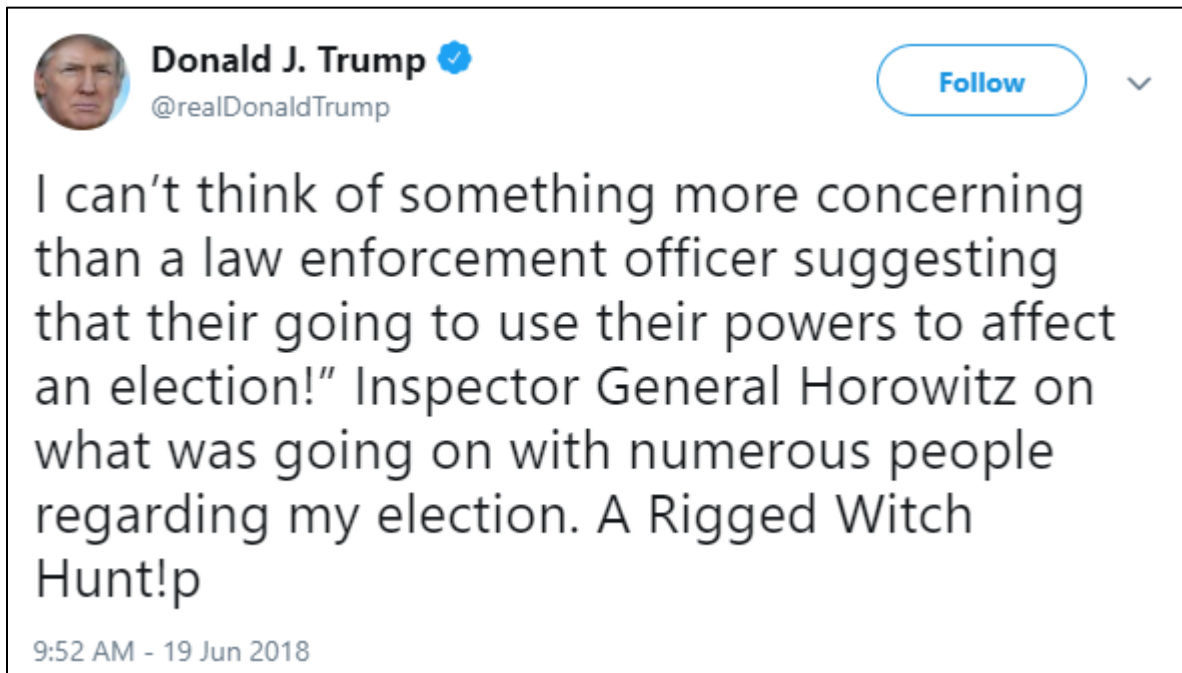 Donald J. Trump
@realDonaldTrump
Follow
I can’t think of something more concerning
than a law enforcement officer suggesting
that their going to use their powers to affect
an election!” Inspector General Horowitz on
what was going on with numerous people
regarding my election. A Rigged Witch
Hunt!p
9:52 AM - 19 Jun 2018